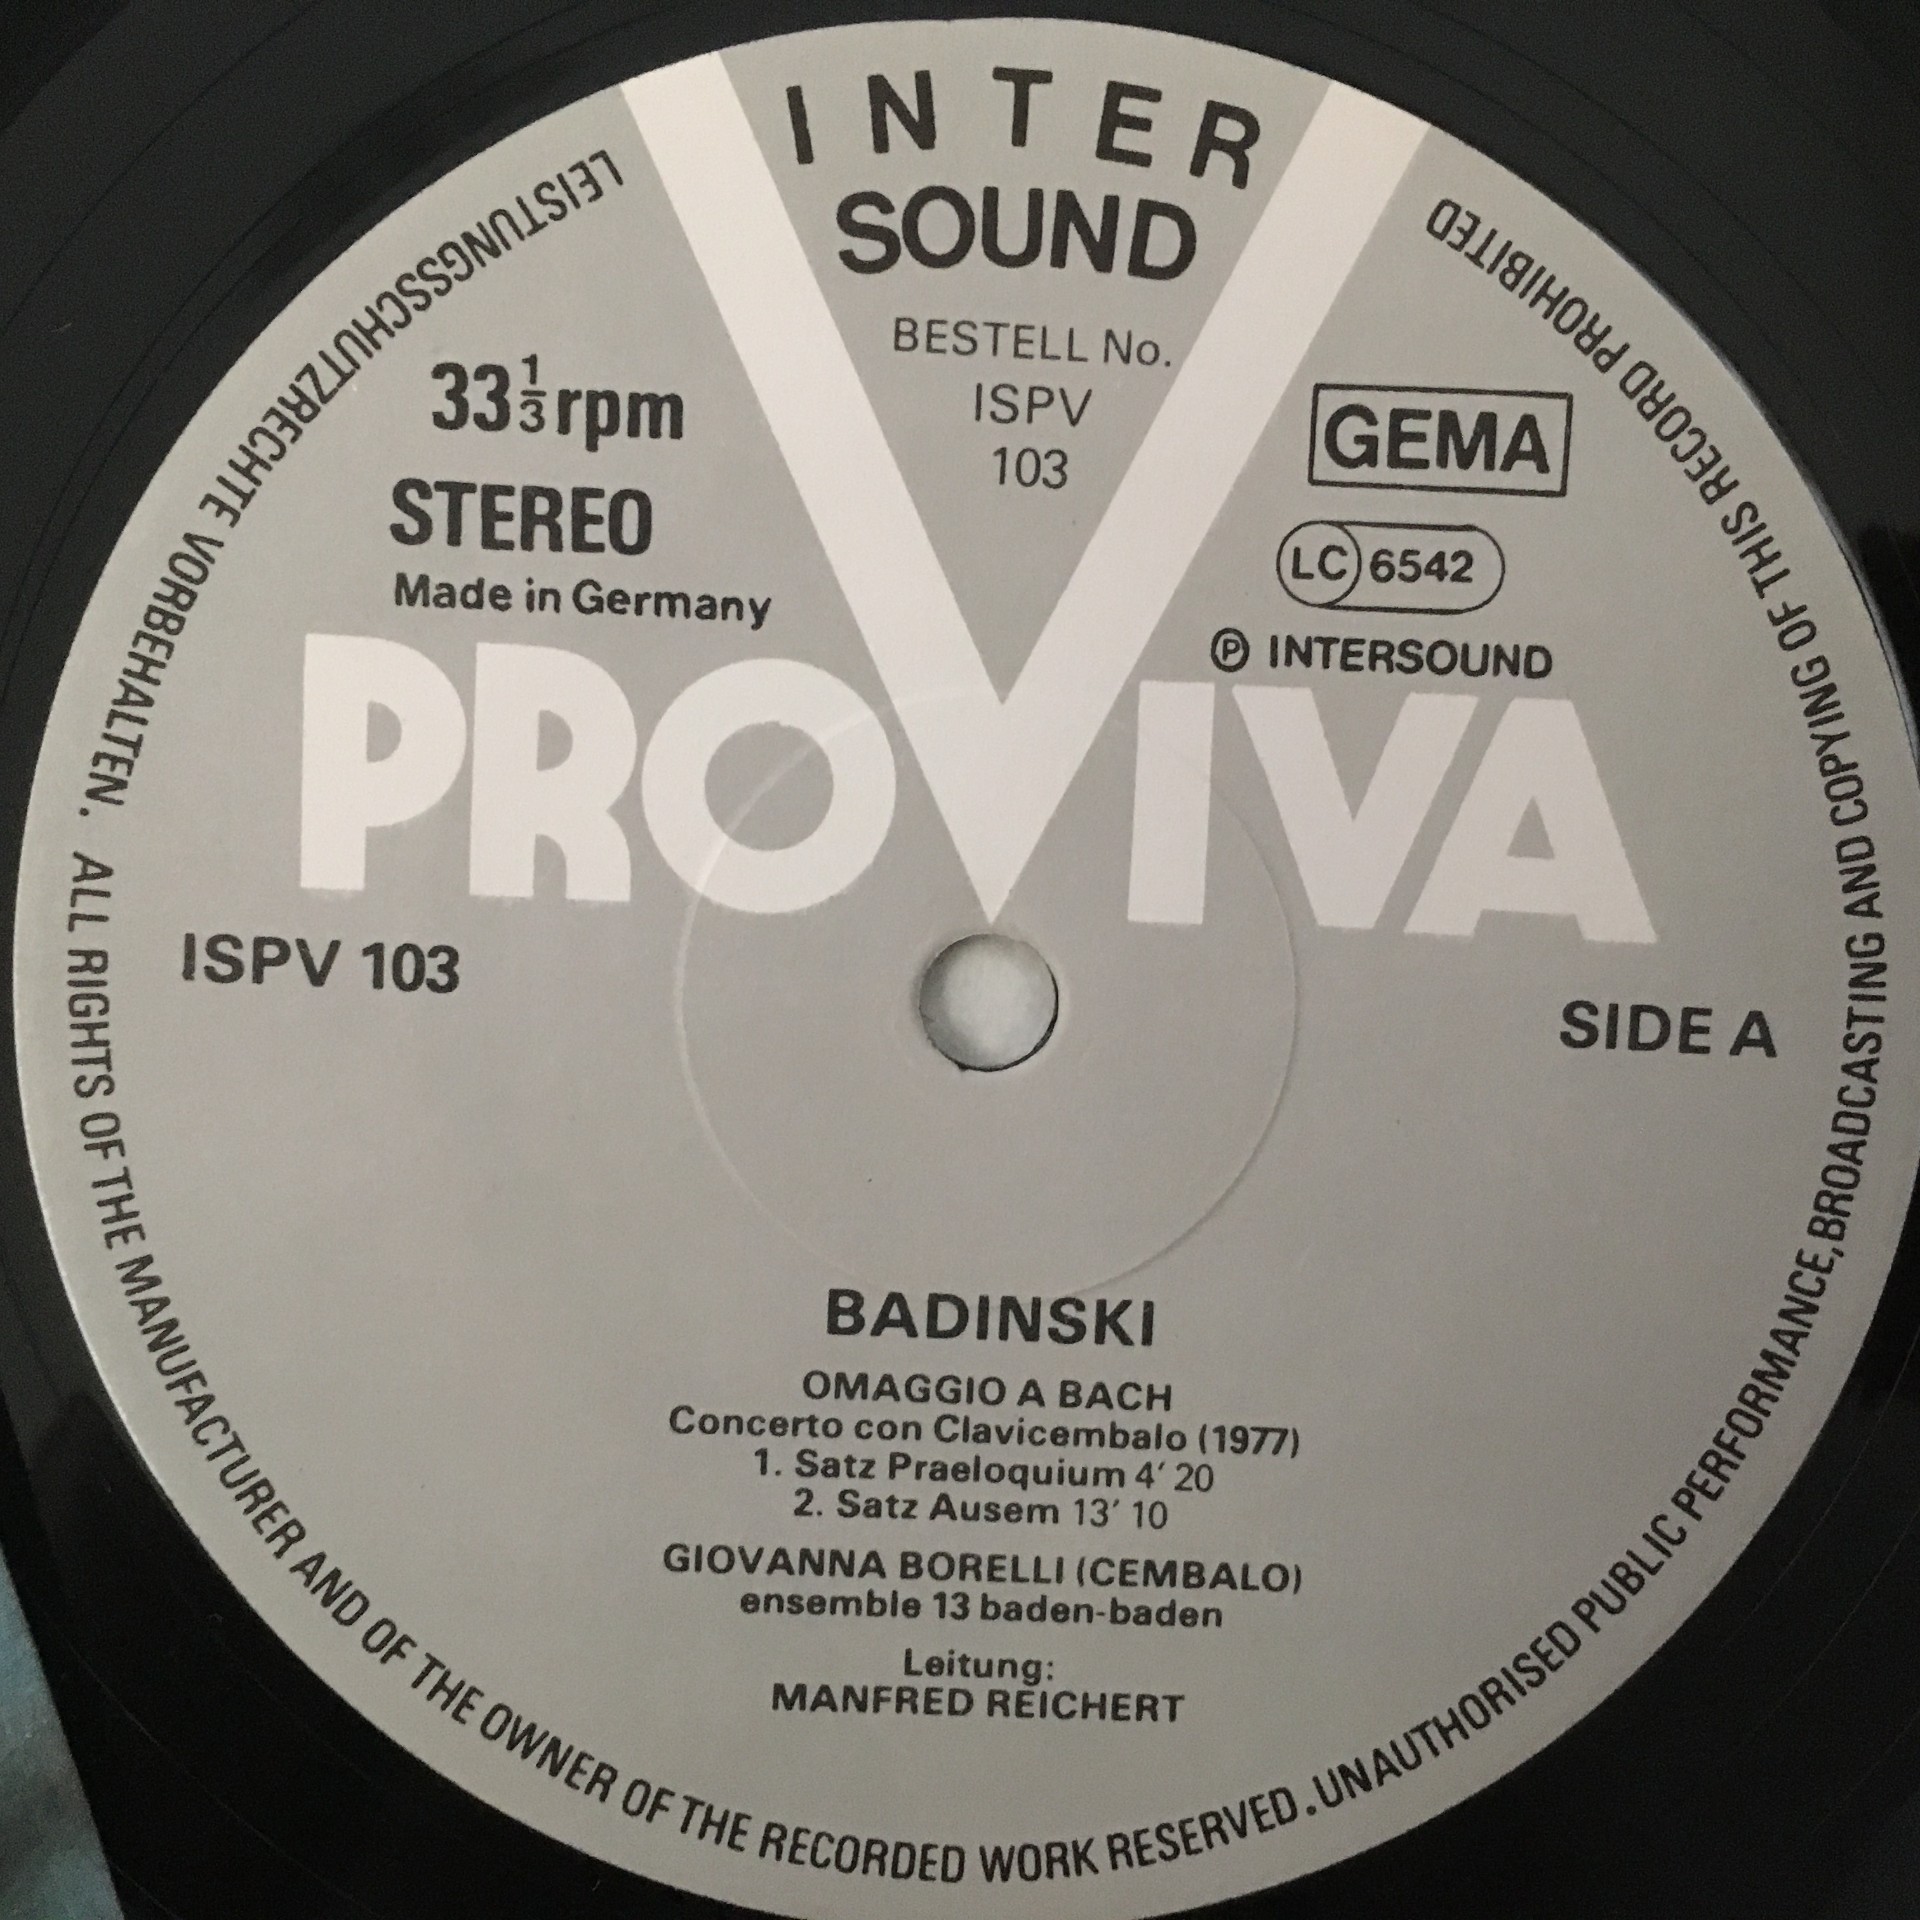 INTER
SOUND
BESTELL No.
ISPV
103
33⅓ rpm
STEREO
Made in Germany
GEMA
LC 6542
Ⓟ INTERSOUND
PROVIVA
ISPV 103
SIDE A
BADINSKI
OMAGGIO A BACH
Concerto con Clavicembalo (1977)
1. Satz Praeloquium 4' 20
2. Satz Ausem 13' 10
GIOVANNA BORELLI (CEMBALO)
ensemble 13 baden-baden
Leitung:
MANFRED REICHERT
LEISTUNGSSCHUTZRECHTE VORBEHALTEN. ALL RIGHTS OF THE MANUFACTURER AND OF THE OWNER OF THE RECORDED WORK RESERVED. UNAUTHORISED PUBLIC PERFORMANCE, BROADCASTING AND COPYING OF THIS RECORD PROHIBITED